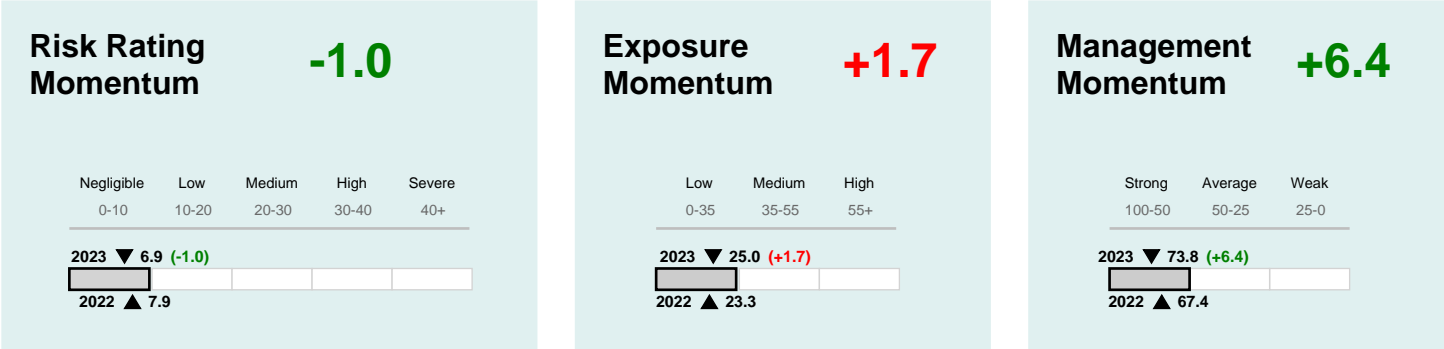 Risk Rating
Momentum
-1.0
Negligible Low Medium High Severe
0-10 10-20 20-30 30-40 40+
2023 ▼ 6.9 (-1.0)
2022 ▲ 7.9
Exposure
Momentum
+1.7
Low Medium High
0-35 35-55 55+
2023 ▼ 25.0 (+1.7)
2022 ▲ 23.3
Management
Momentum
+6.4
Strong Average Weak
100-50 50-25 25-0
2023 ▼ 73.8 (+6.4)
2022 ▲ 67.4